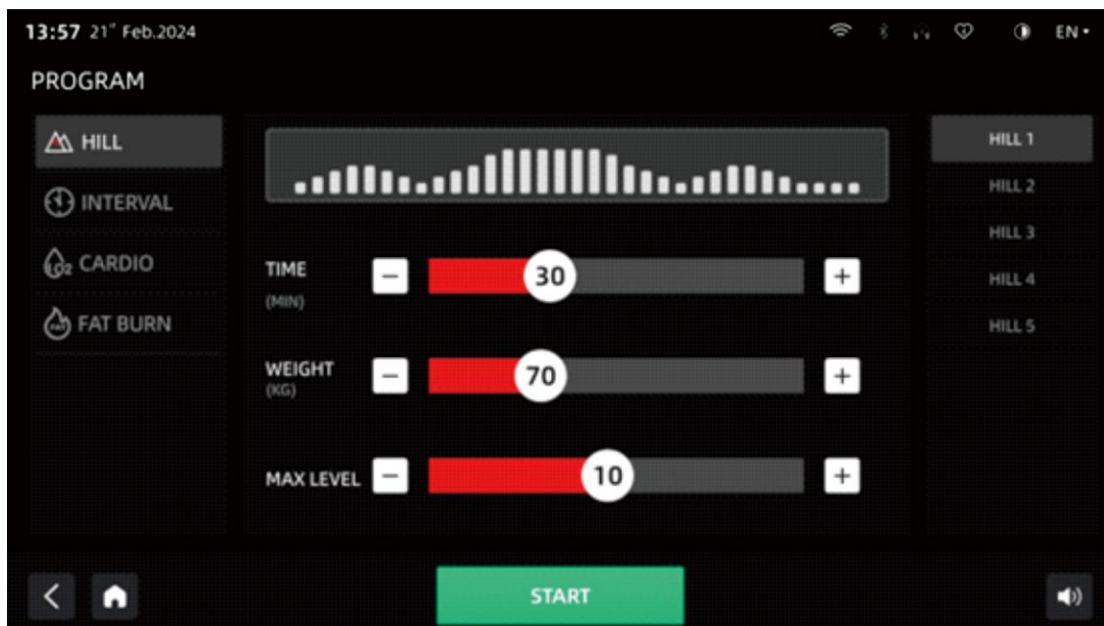 13:57 21" Feb.2024
EN
PROGRAM
HILL
INTERVAL
CARDIO
FAT BURN
TIME
(MIN)
30
WEIGHT
(KG)
70
MAX LEVEL
10
HILL 1
HILL 2
HILL 3
HILL 4
HILL 5
START